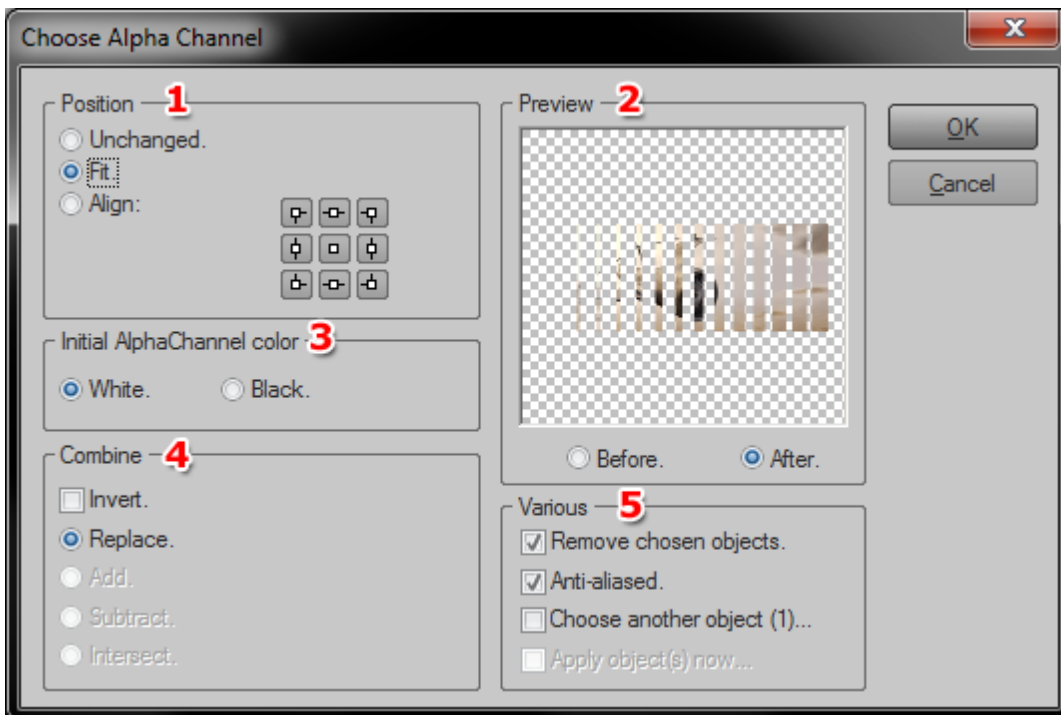 Choose Alpha Channel
Position 1
Unchanged.
Fit.
Align:
Initial AlphaChannel color 3
White.
Black.
Combine 4
Invert.
Replace.
Add.
Subtract.
Intersect.
Preview 2
Before.
After.
Various 5
Remove chosen objects.
Anti-aliased.
Choose another object (1)...
Apply object(s) now...
OK
Cancel